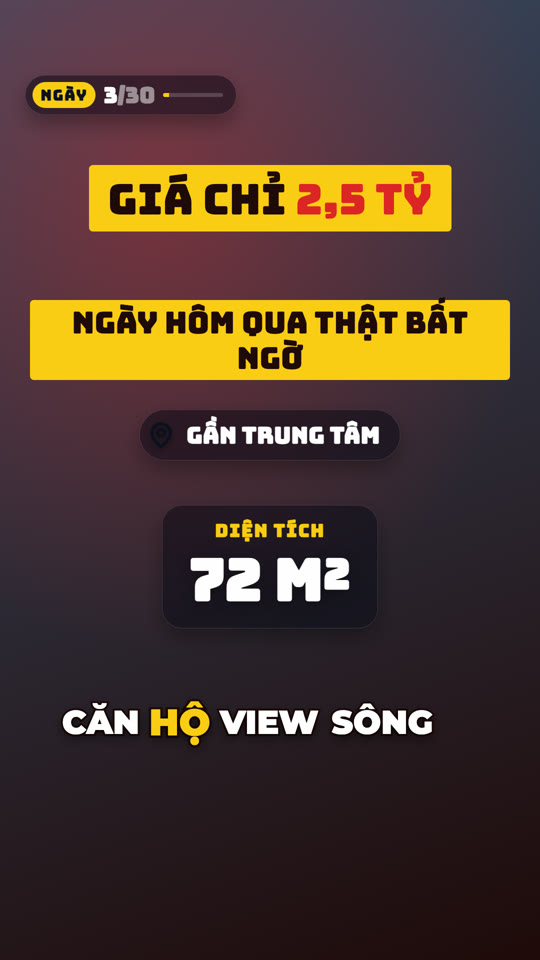 NGÀY 3/30
GIÁ CHỈ 2,5 TỶ
NGÀY HÔM QUA THẬT BẤT
NGỜ
GẦN TRUNG TÂM
DIỆN TÍCH
72 M²
CĂN HỘ VIEW SÔNG